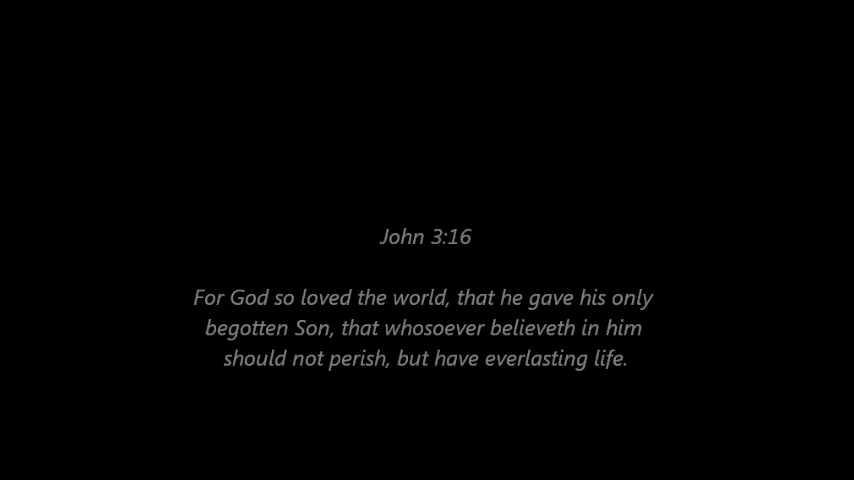 John 3:16
For God so loved the world, that he gave his only
begotten Son, that whosoever believeth in him
should not perish, but have everlasting life.